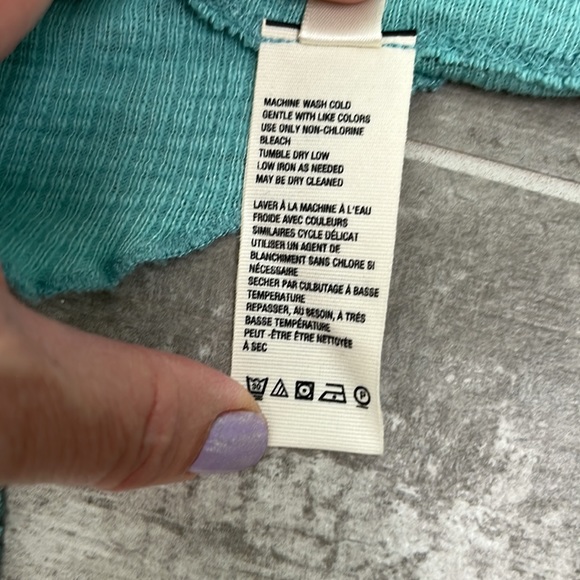 MACHINE WASH COLD
GENTLE WITH LIKE COLORS
USE ONLY NON-CHLORINE
BLEACH
TUMBLE DRY LOW
LOW IRON AS NEEDED
MAY BE DRY CLEANED
LAVER À LA MACHINE À L'EAU
FROIDE AVEC COULEURS
SIMILAIRES CYCLE DÉLICAT
UTILISER UN AGENT DE
BLANCHIMENT SANS CHLORE SI
NÉCESSAIRE
SECHER PAR CULBUTAGE À BASSE
TEMPERATURE
REPASSER, AU BESOIN, À TRÈS
BASSE TEMPÉRATURE
PEUT -ÊTRE ÊTRE NETTOYÉE
À SEC
30 P